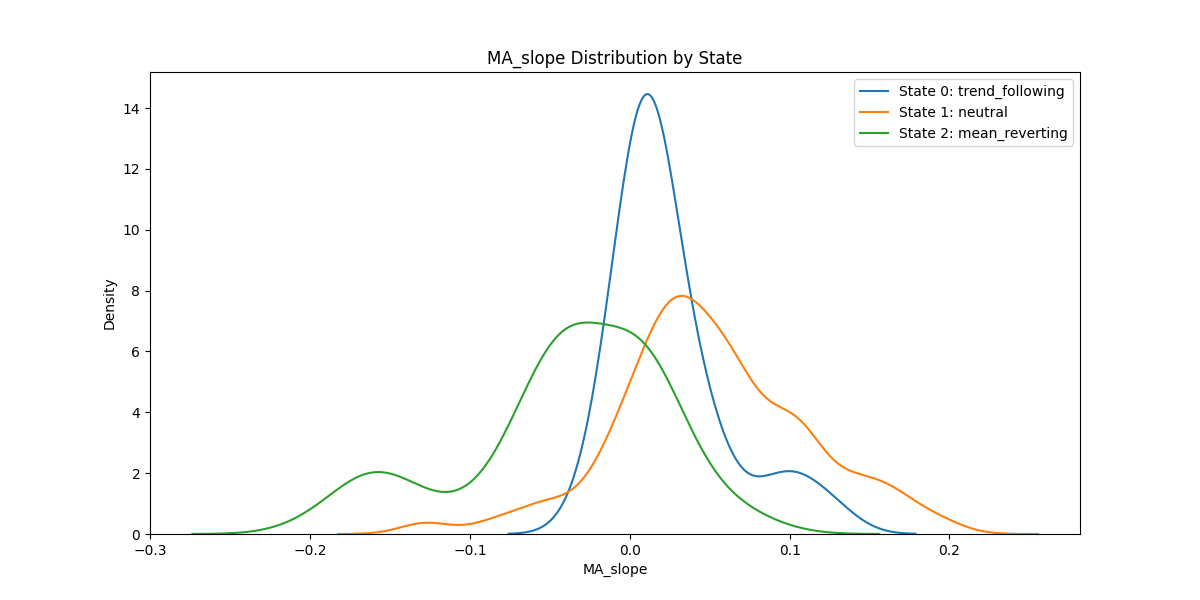 MA_slope Distribution by State
State 0: trend_following
State 1: neutral
State 2: mean_reverting
Density
14
12
10
8
6
4
2
0
−0.3 −0.2 −0.1 0.0 0.1 0.2
MA_slope